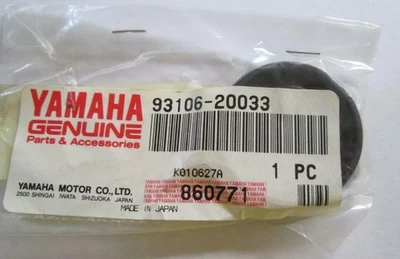 YAMAHA 93106-20033
GENUINE
Parts & Accessories
K010627A 1 PC
YAMAHA MOTOR CO., LTD. 860771
2500 SHINGAI IWATA SHIZUOKA JAPAN
MADE IN JAPAN